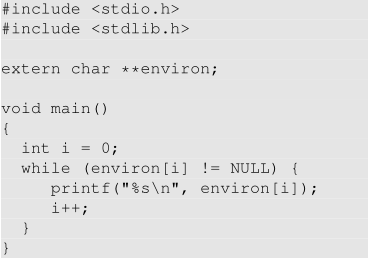 #include <stdio.h>
#include <stdlib.h>

extern char **environ;

void main()
{
  int i = 0;
  while (environ[i] != NULL) {
     printf("%s\n", environ[i]);
     i++;
  }
}